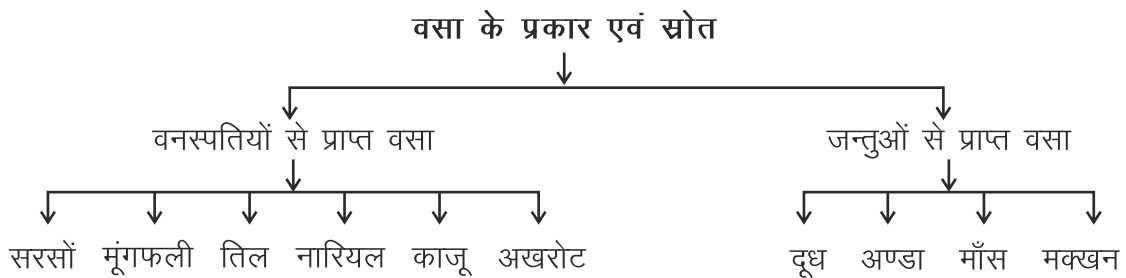 वसा के प्रकार एवं स्रोत
वनस्पतियों से प्राप्त वसा जन्तुओं से प्राप्त वसा
सरसों मूंगफली तिल नारियल काजू अखरोट दूध अण्डा माँस मक्खन